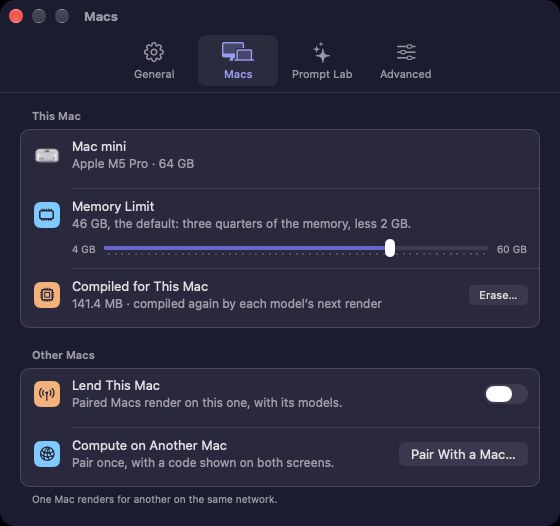 Macs
General
Macs
Prompt Lab
Advanced
This Mac
Mac mini
Apple M5 Pro · 64 GB
Memory Limit
46 GB, the default: three quarters of the memory, less 2 GB.
4 GB
60 GB
Compiled for This Mac
141.4 MB · compiled again by each model’s next render
Erase…
Other Macs
Lend This Mac
Paired Macs render on this one, with its models.
Compute on Another Mac
Pair once, with a code shown on both screens.
Pair With a Mac…
One Mac renders for another on the same network.